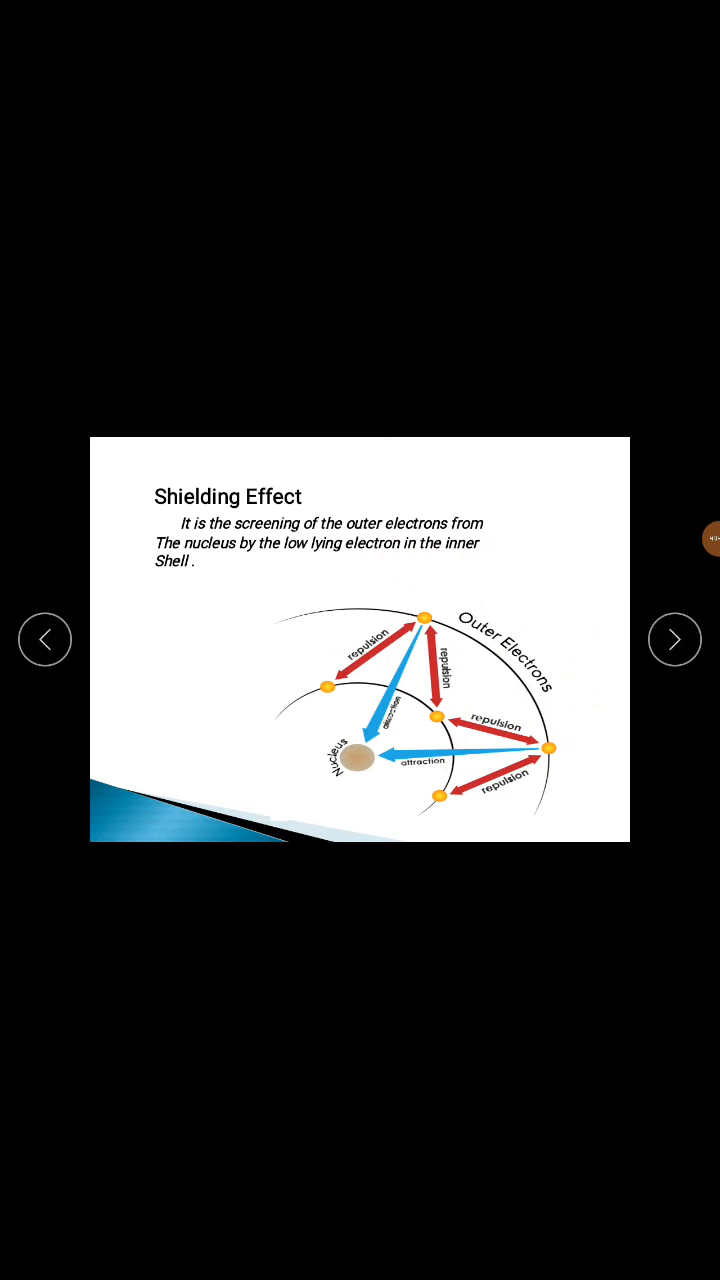 Shielding Effect
It is the screening of the outer electrons from
The nucleus by the low lying electron in the inner
Shell .
Outer Electrons
repulsion
repulsion
attraction
repulsion
Nucleus
attraction
repulsion